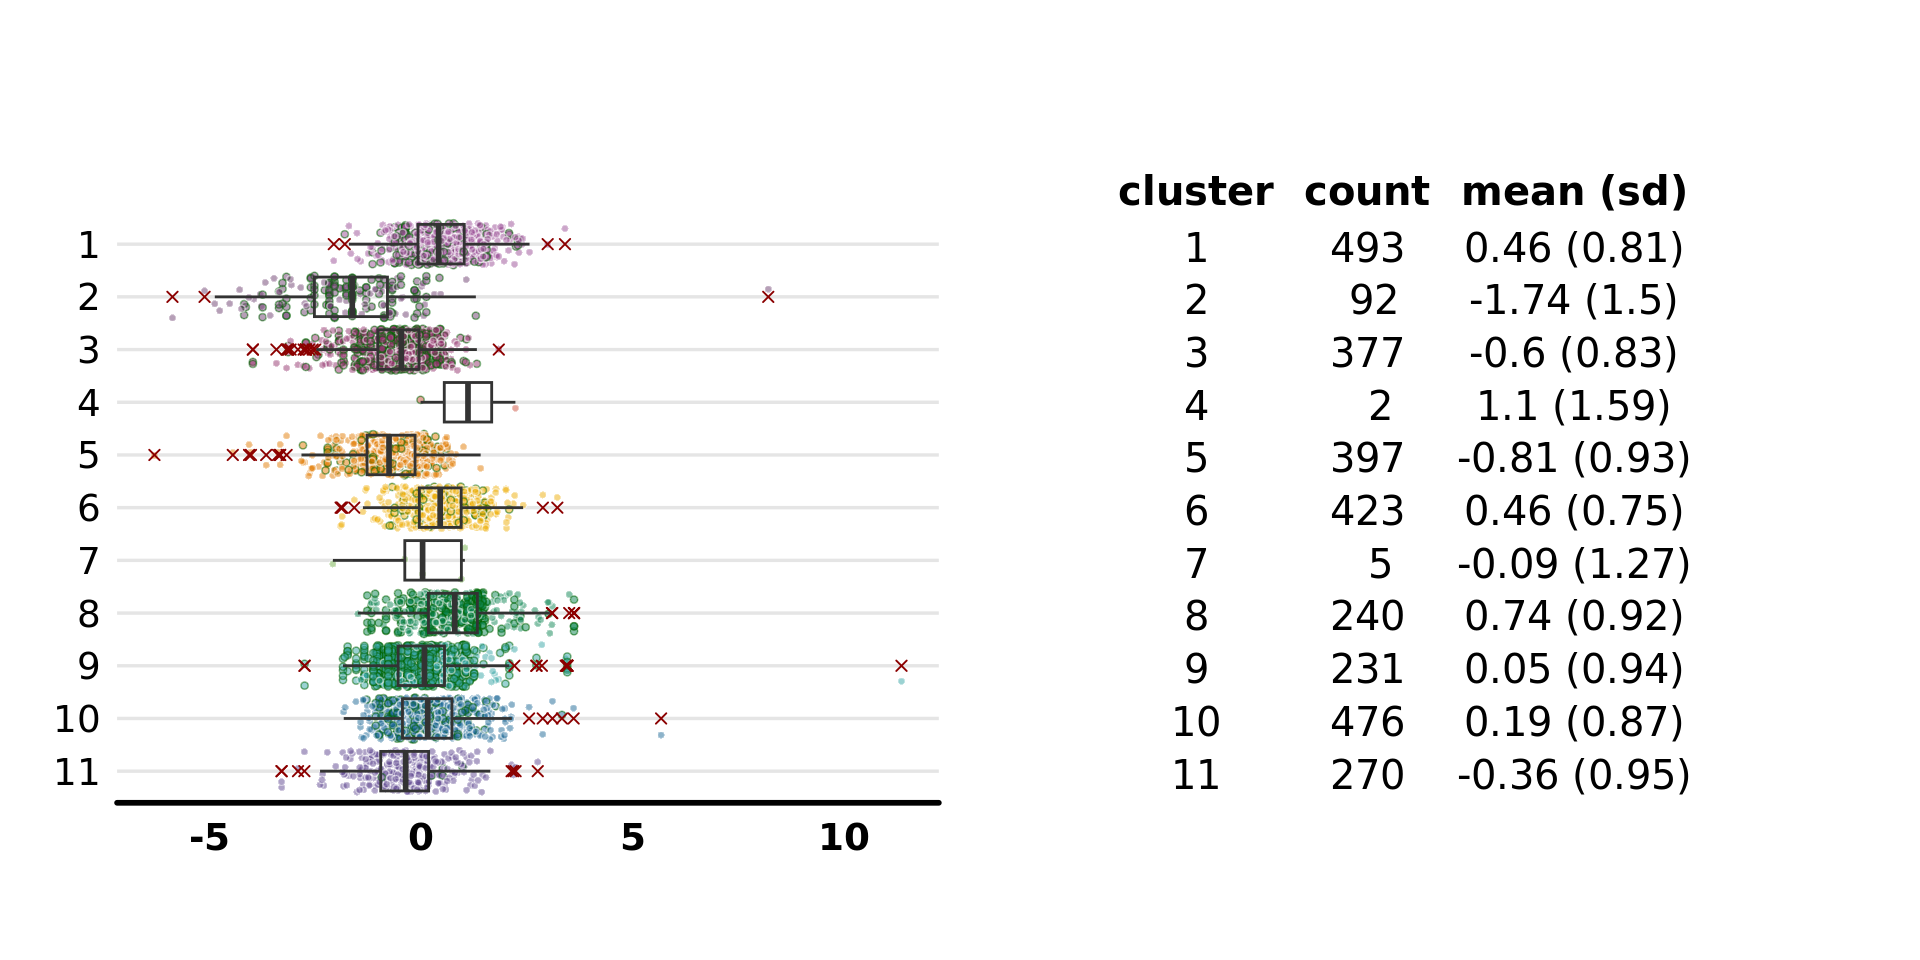 cluster count mean (sd)
1 1 493 0.46 (0.81)
2 2 92 -1.74 (1.5)
3 3 377 -0.6 (0.83)
4 4 2 1.1 (1.59)
5 5 397 -0.81 (0.93)
6 6 423 0.46 (0.75)
7 7 5 -0.09 (1.27)
8 8 240 0.74 (0.92)
9 9 231 0.05 (0.94)
10 10 476 0.19 (0.87)
11 11 270 -0.36 (0.95)
-5 0 5 10